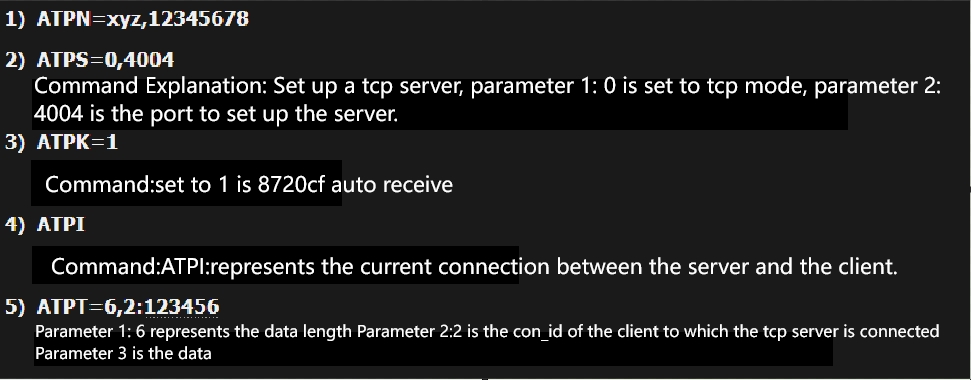 1) ATPN=xyz,12345678
2) ATPS=0,4004
Command Explanation: Set up a tcp server, parameter 1: 0 is set to tcp mode, parameter 2:
4004 is the port to set up the server.
3) ATPK=1
Command:set to 1 is 8720cf auto receive
4) ATPI
Command:ATPI:represents the current connection between the server and the client.
5) ATPT=6,2:123456
Parameter 1: 6 represents the data length Parameter 2:2 is the con_id of the client to which the tcp server is connected
Parameter 3 is the data